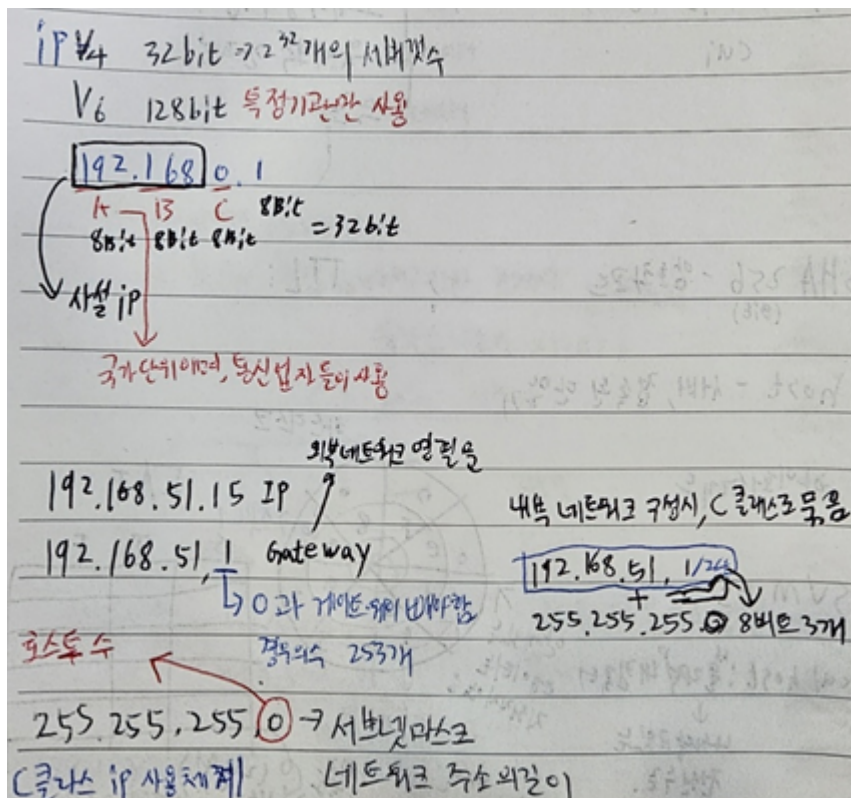 ip V4 32bit => 2^32개의 서버갯수
V6 128bit 특정기관만 사용
192.168.0.1
A B C 8Bit
8Bit 8Bit 8Bit = 32bit
사설 ip
국가단위이며, 통신업자들이 사용
외부네트워크 연결을
192.168.51.15 IP
192.168.51.1 Gateway
0과 게이트웨이 빼야함
경우의수 253개
내부 네트워크 구성시, C클래스로 묶음
192.168.51.1/24
+
255.255.255.0 8비트 3개
호스트 수
255.255.255.0 → 서브넷마스크
C클라스 ip 사용체계 네트워크 주소의길이